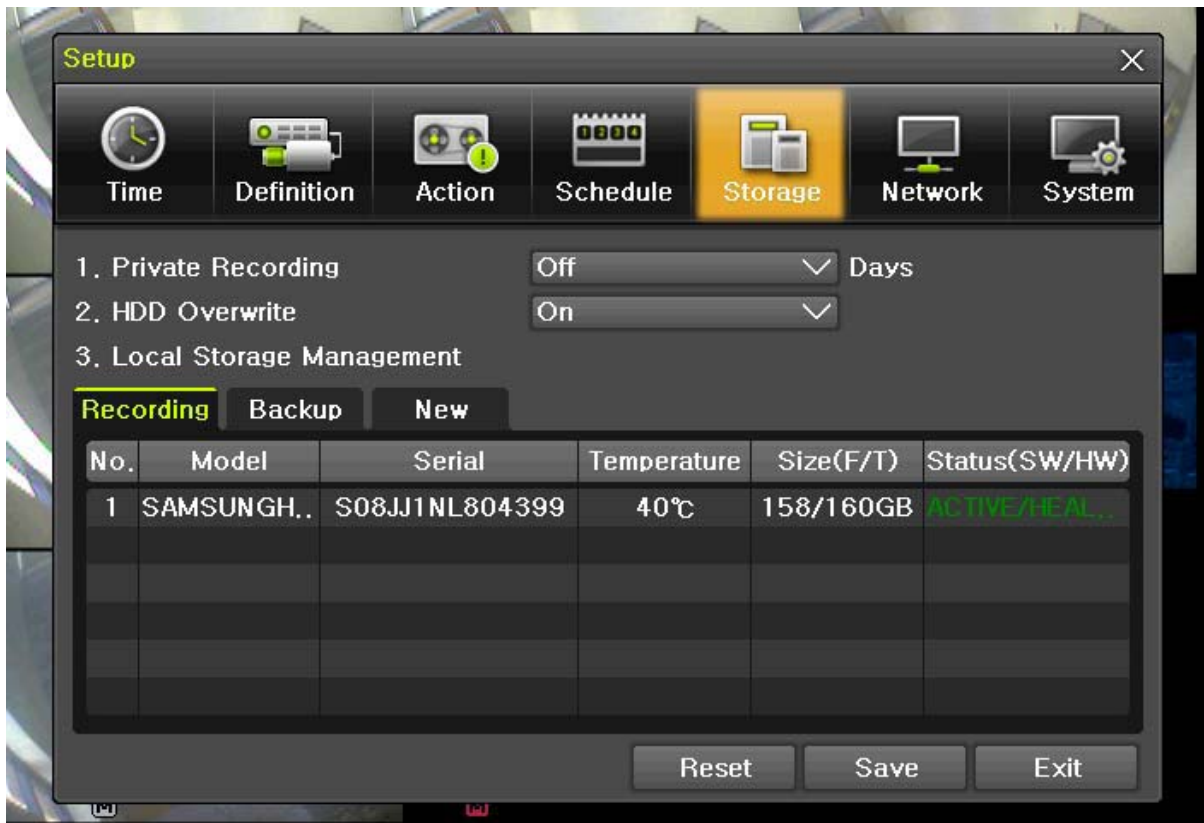 Setup
Time Definition Action Schedule Storage Network System
1. Private Recording Off Days
2. HDD Overwrite On
3. Local Storage Management
Recording Backup New
No. Model Serial Temperature Size(F/T) Status(SW/HW)
1 SAMSUNGH.. S08JJ1NL804399 40℃ 158/160GB ACTIVE/HEAL..
Reset Save Exit